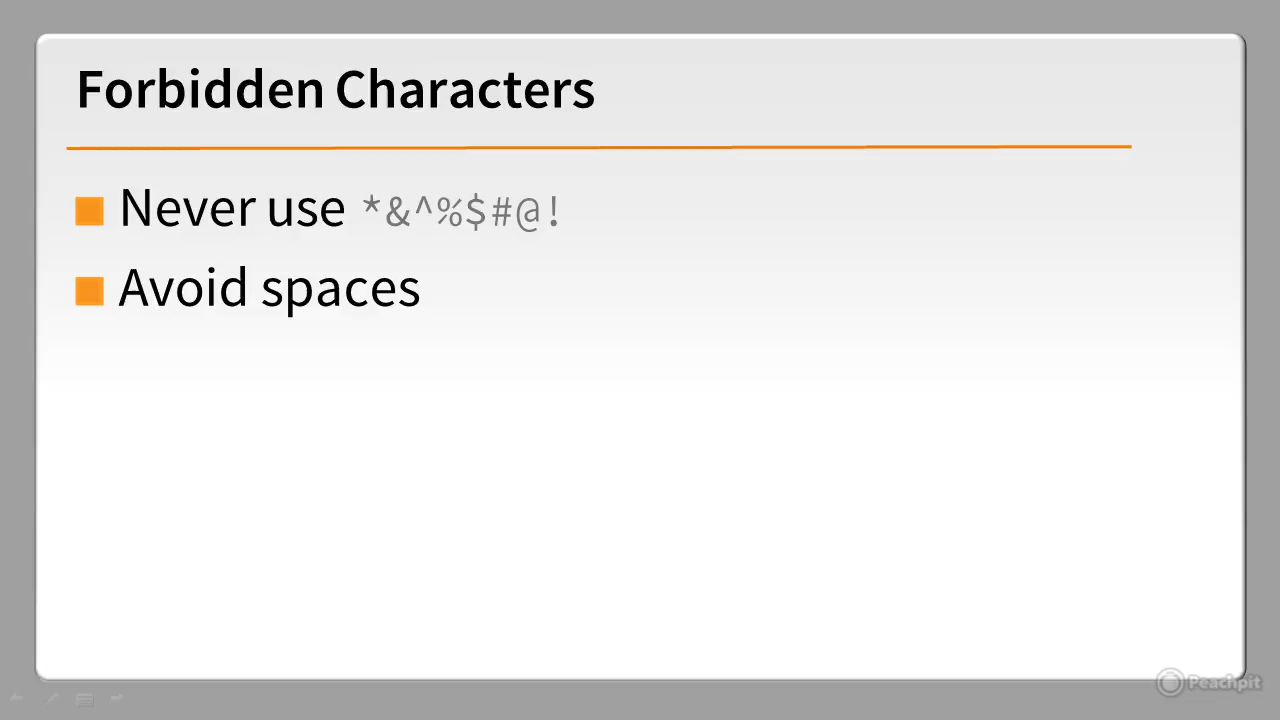 Forbidden Characters
Never use *&^%$#@!
Avoid spaces
Peachpit